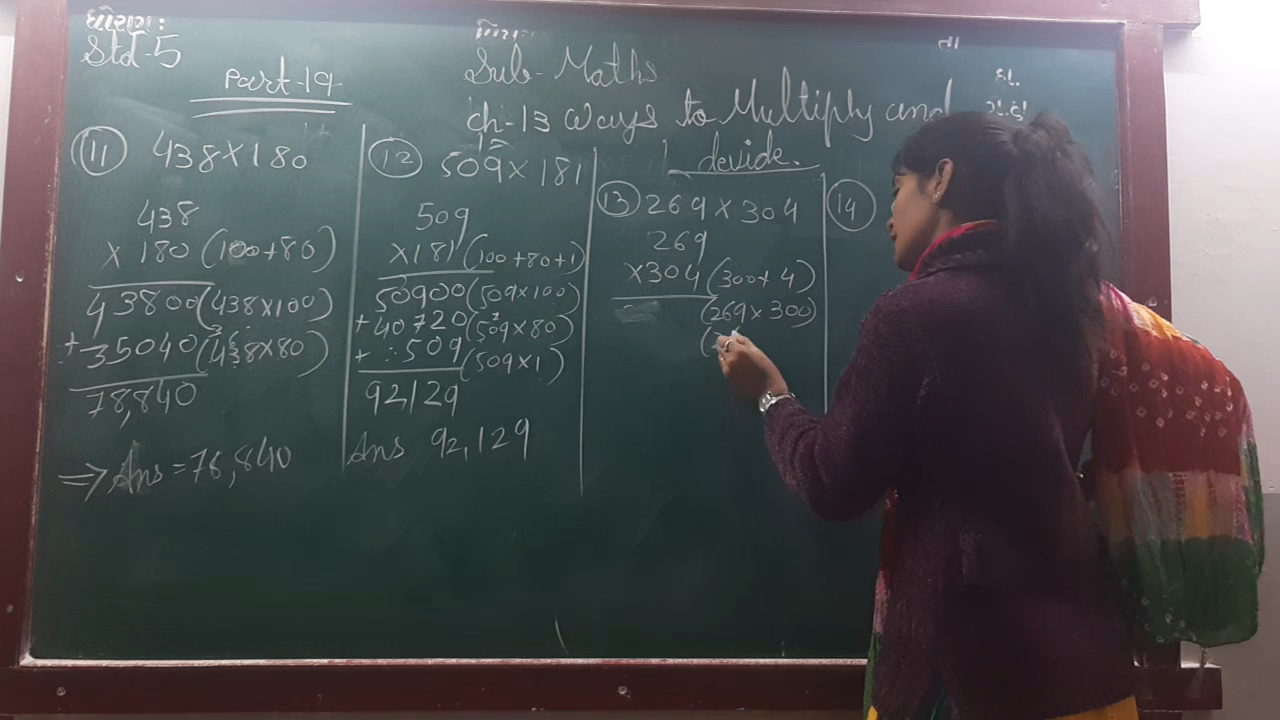 ધોરણ:
Std-5
Part-19
Sub-Maths
તા
ch-13 Ways to Multiply and
devide.
(11) 438×180
438
×180 (100+80)
43800 (438×100)
+35040 (438×80)
78,840
⇒ Ans = 78,840
(12) 509×181
509
×181 (100+80+1)
50900 (509×100)
+40720 (509×80)
+ 509 (509×1)
92129
Ans 92,129
(13) 269×304
269
×304 (300+4)
(269×300)
(
(14)